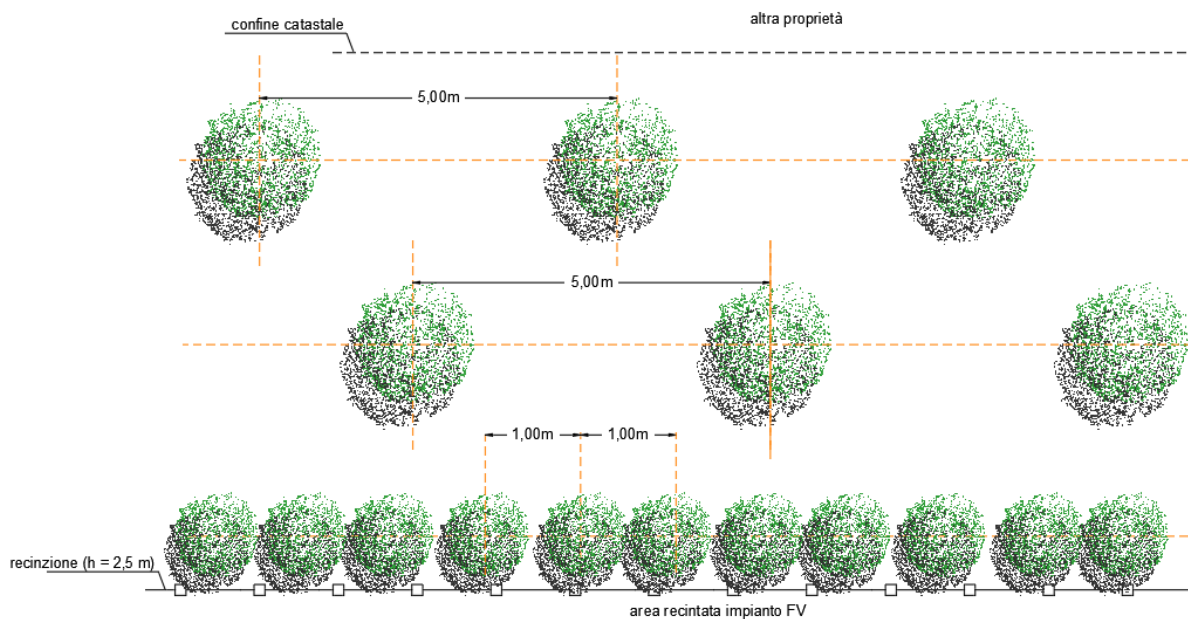 altra proprietà
confine catastale
5,00m
5,00m
1,00m
1,00m
recinzione (h = 2,5 m)
area recintata impianto FV